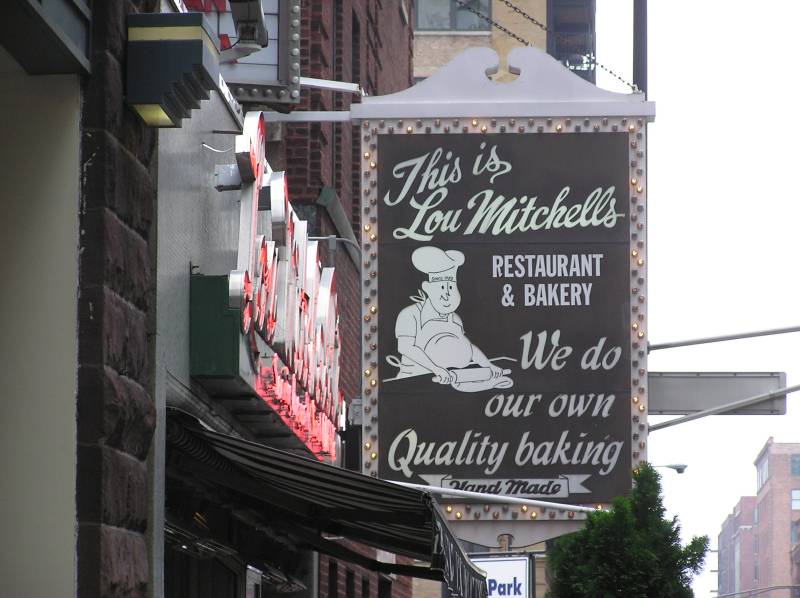 This is
Lou Mitchells
RESTAURANT
& BAKERY
We do
our own
Quality baking
Hand Made
Park